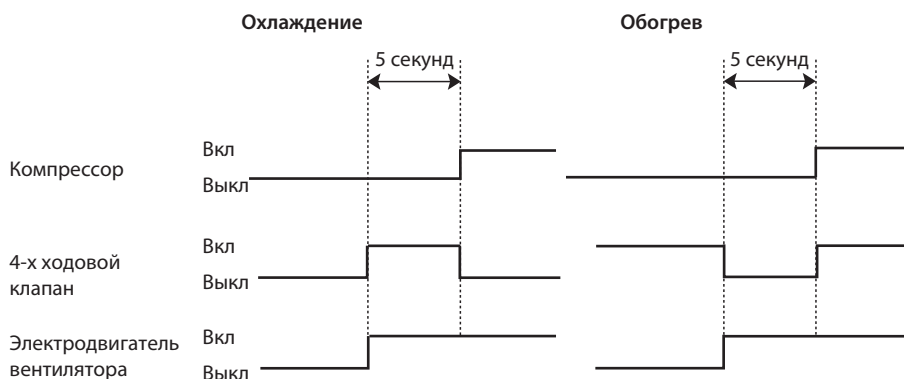 Охлаждение
Обогрев
5 секунд
5 секунд
Компрессор
Вкл
Выкл
4-х ходовой
клапан
Вкл
Выкл
Электродвигатель
вентилятора
Вкл
Выкл